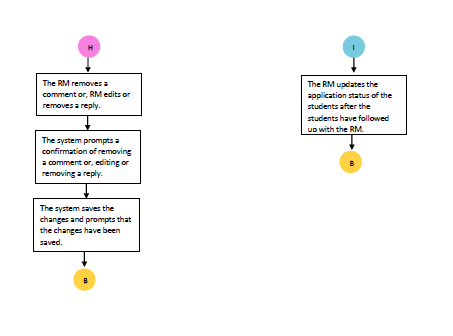 H
The RM removes a
comment or, RM edits or
removes a reply.
The system prompts a
confirmation of removing
a comment or, editing or
removing a reply.
The system saves the
changes and prompts that
the changes have been
saved.
B
I
The RM updates the
application status of the
students after the
students have followed
up with the RM.
B